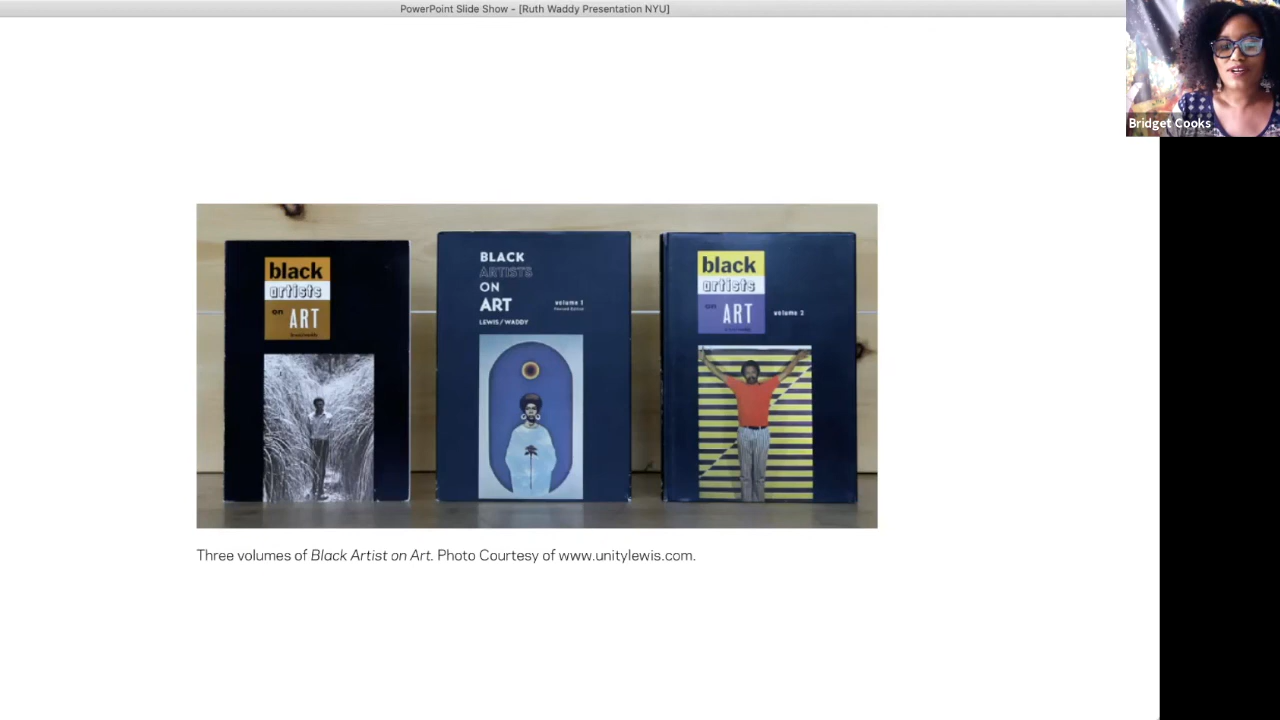 PowerPoint Slide Show - [Ruth Waddy Presentation NYU]
Bridget Cooks
black
artists
on
ART
BLACK
ARTISTS
ON
ART
volume 1
Revised Edition
LEWIS/WADDY
black
artists
on
ART
volume 2
Three volumes of Black Artist on Art. Photo Courtesy of www.unitylewis.com.